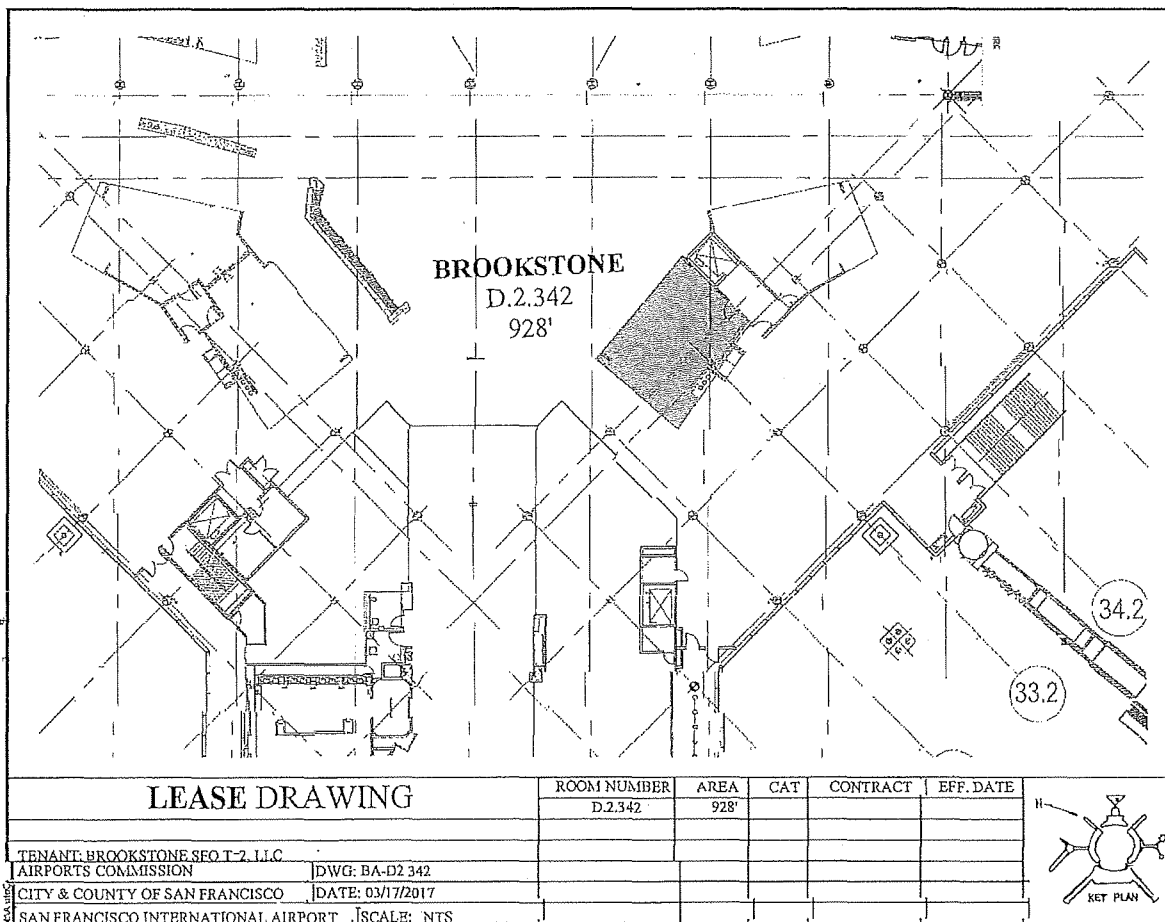 BROOKSTONE
D.2.342
928'
34.2
33.2
LEASE DRAWING
ROOM NUMBER AREA CAT CONTRACT EFF. DATE
D.2.342 928'
TENANT: BROOKSTONE SFO T-2, LLC
AIRPORTS COMMISSION DWG: BA-D2 342
CITY & COUNTY OF SAN FRANCISCO DATE: 03/17/2017
SAN FRANCISCO INTERNATIONAL AIRPORT SCALE: NTS
KEY PLAN